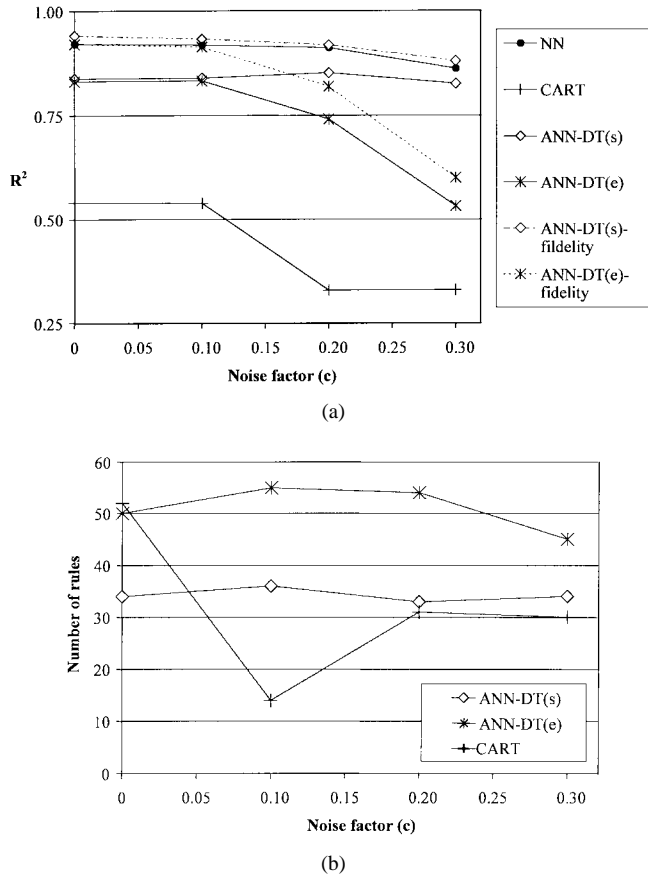 1.00
0.75
R²
0.50
0.25
0 0.05 0.10 0.15 0.20 0.25 0.30
Noise factor (c)
NN
CART
ANN-DT(s)
ANN-DT(e)
ANN-DT(s)-
fildelity
ANN-DT(e)-
fidelity
(a)
60
50
40
30
20
10
0
Number of rules
ANN-DT(s)
ANN-DT(e)
CART
0 0.05 0.10 0.15 0.20 0.25 0.30
Noise factor (c)
(b)